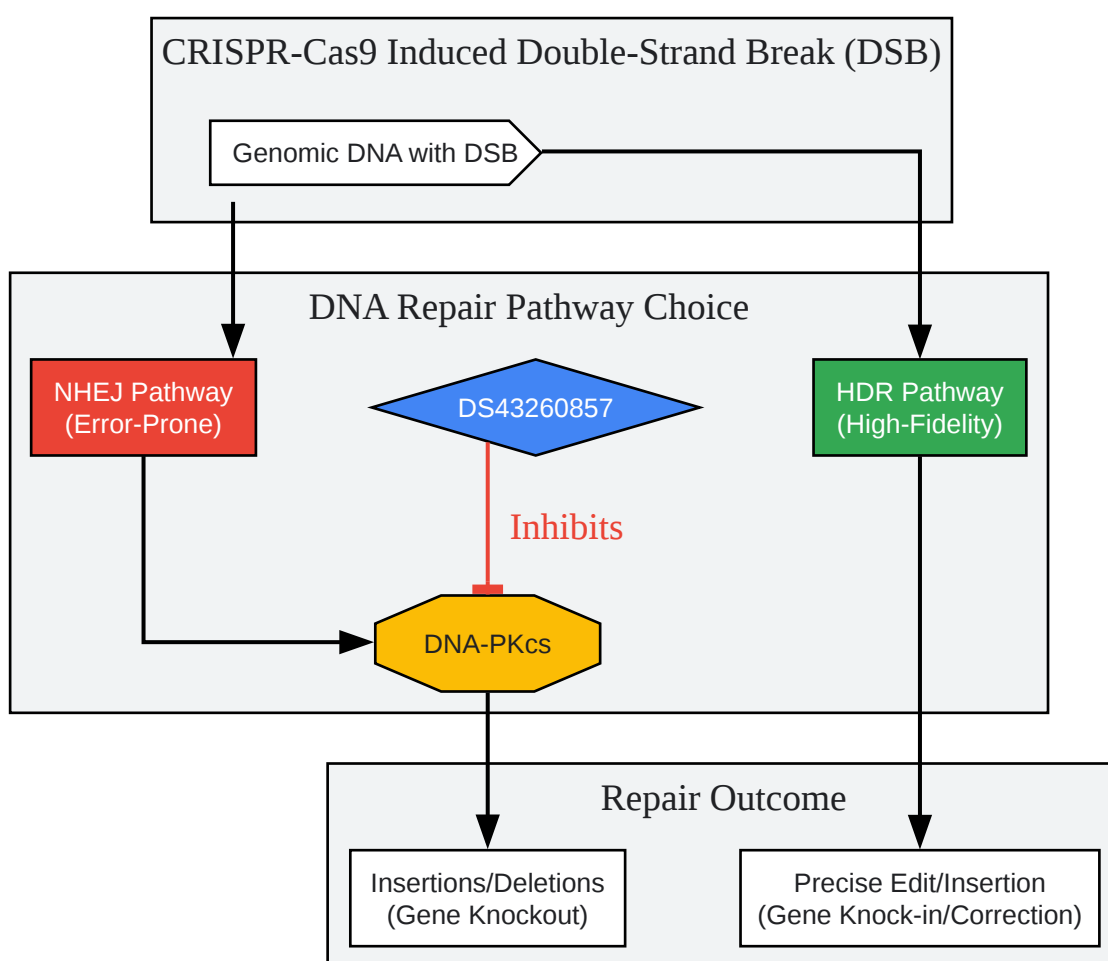 CRISPR-Cas9 Induced Double-Strand Break (DSB)
Genomic DNA with DSB
DNA Repair Pathway Choice
NHEJ Pathway
(Error-Prone)
DS43260857
HDR Pathway
(High-Fidelity)
Inhibits
DNA-PKcs
Repair Outcome
Insertions/Deletions
(Gene Knockout)
Precise Edit/Insertion
(Gene Knock-in/Correction)